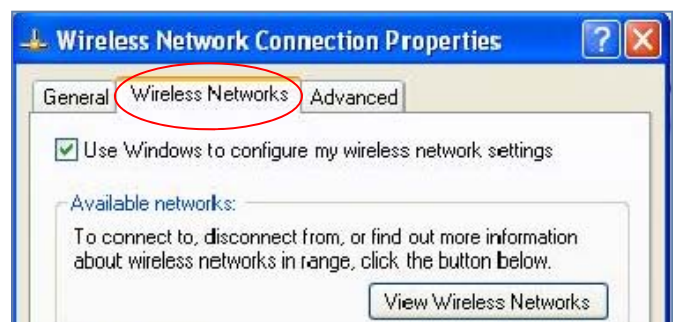 Wireless Network Connection Properties
General Wireless Networks Advanced
Use Windows to configure my wireless network settings
Available networks:
To connect to, disconnect from, or find out more information
about wireless networks in range, click the button below.
View Wireless Networks